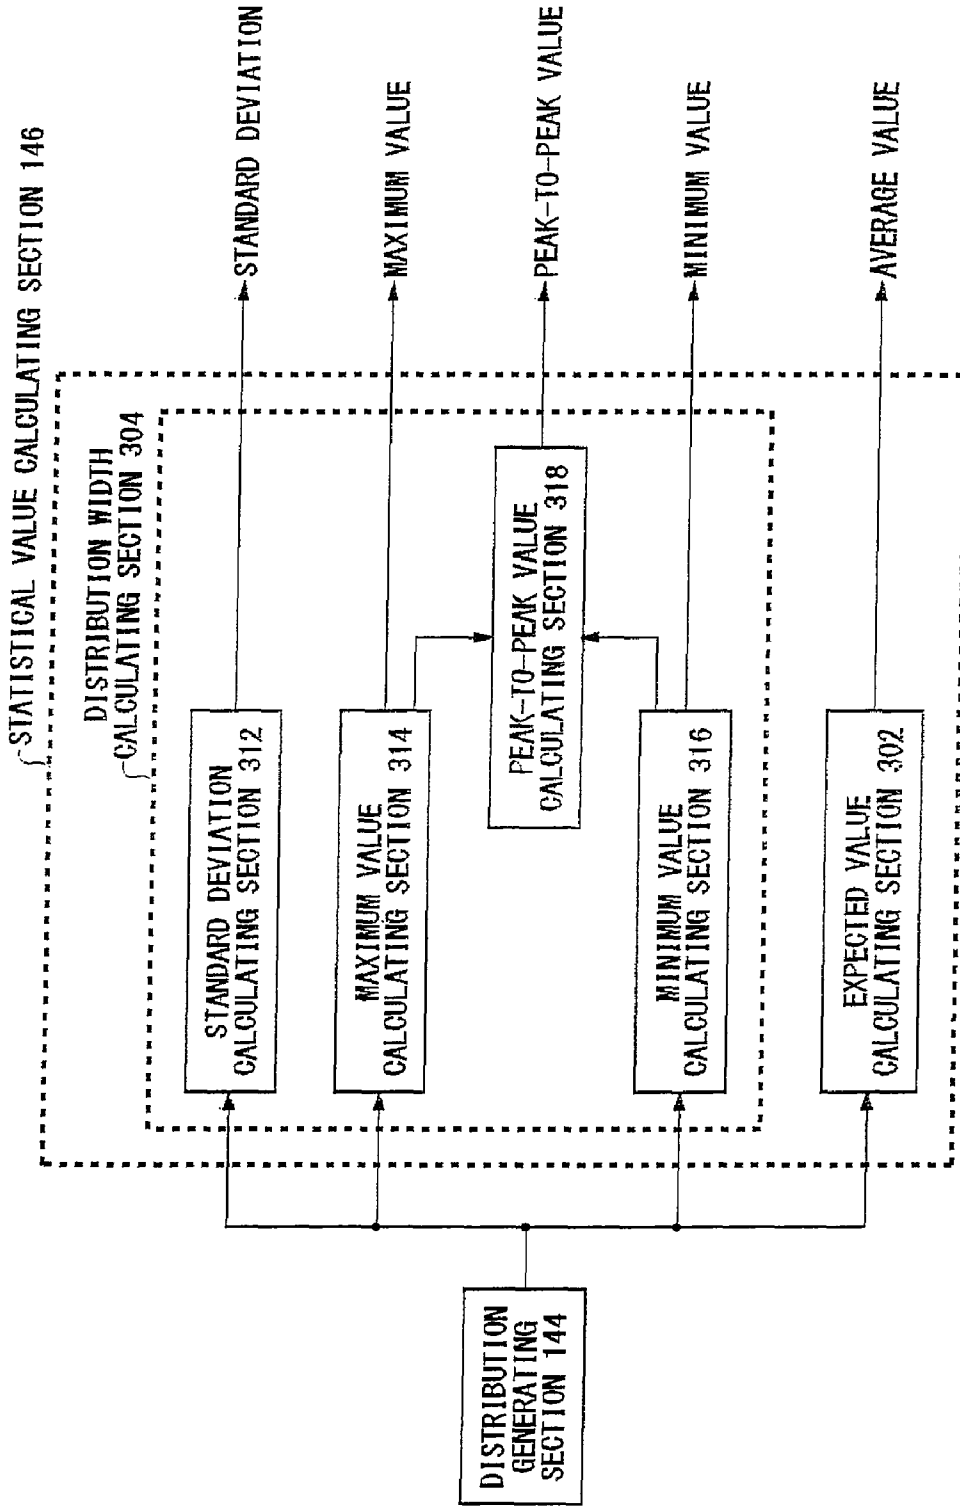 STATISTICAL VALUE CALCULATING SECTION 146
DISTRIBUTION WIDTH
CALCULATING SECTION 304
DISTRIBUTION
GENERATING
SECTION 144
STANDARD DEVIATION
CALCULATING SECTION 312
STANDARD DEVIATION
MAXIMUM VALUE
CALCULATING SECTION 314
MAXIMUM VALUE
PEAK-TO-PEAK VALUE
CALCULATING SECTION 318
PEAK-TO-PEAK VALUE
MINIMUM VALUE
CALCULATING SECTION 316
MINIMUM VALUE
EXPECTED VALUE
CALCULATING SECTION 302
AVERAGE VALUE